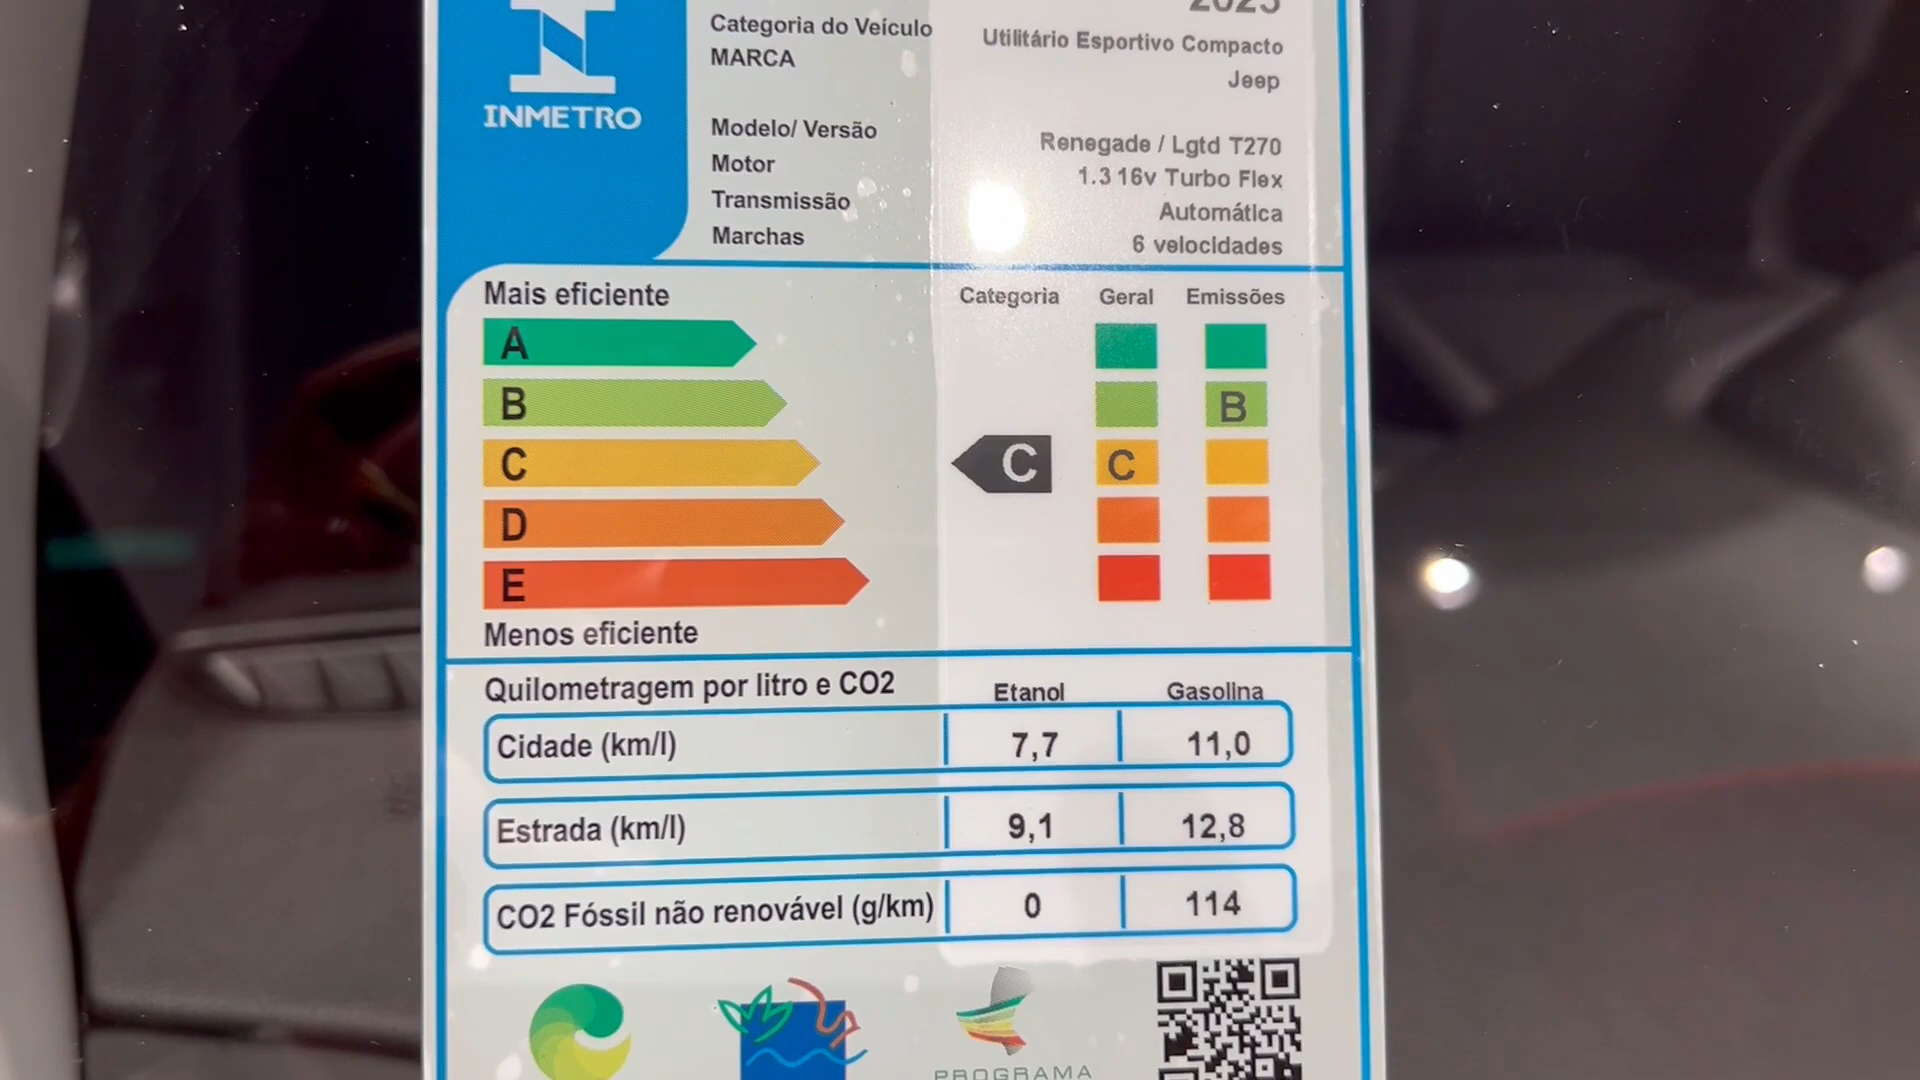 2025
Categoria do Veículo Utilitário Esportivo Compacto
MARCA Jeep
INMETRO
Modelo/ Versão Renegade / Lgtd T270
Motor 1.3 16v Turbo Flex
Transmissão Automática
Marchas 6 velocidades
Mais eficiente Categoria Geral Emissões
A
B B
C C C
D
E
Menos eficiente
Quilometragem por litro e CO2 Etanol Gasolina
Cidade (km/l) 7,7 11,0
Estrada (km/l) 9,1 12,8
CO2 Fóssil não renovável (g/km) 0 114
PROGRAMA